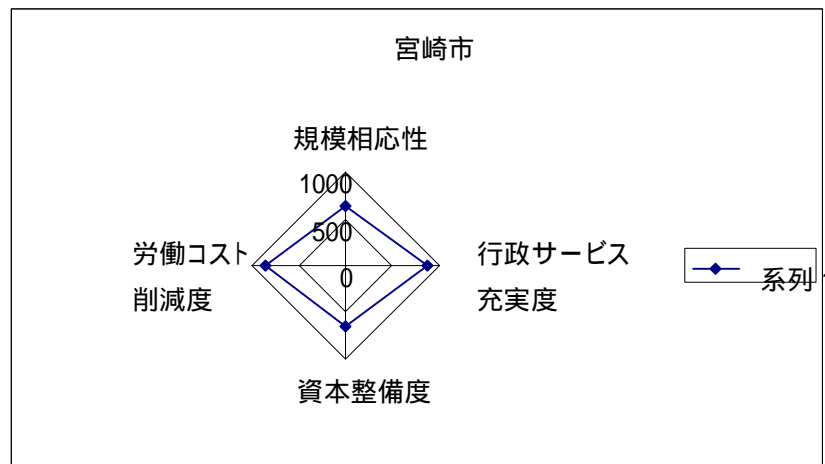 宮崎市
規模相応性
1000
500
0
労働コスト
削減度
行政サービス
充実度
資本整備度
系列